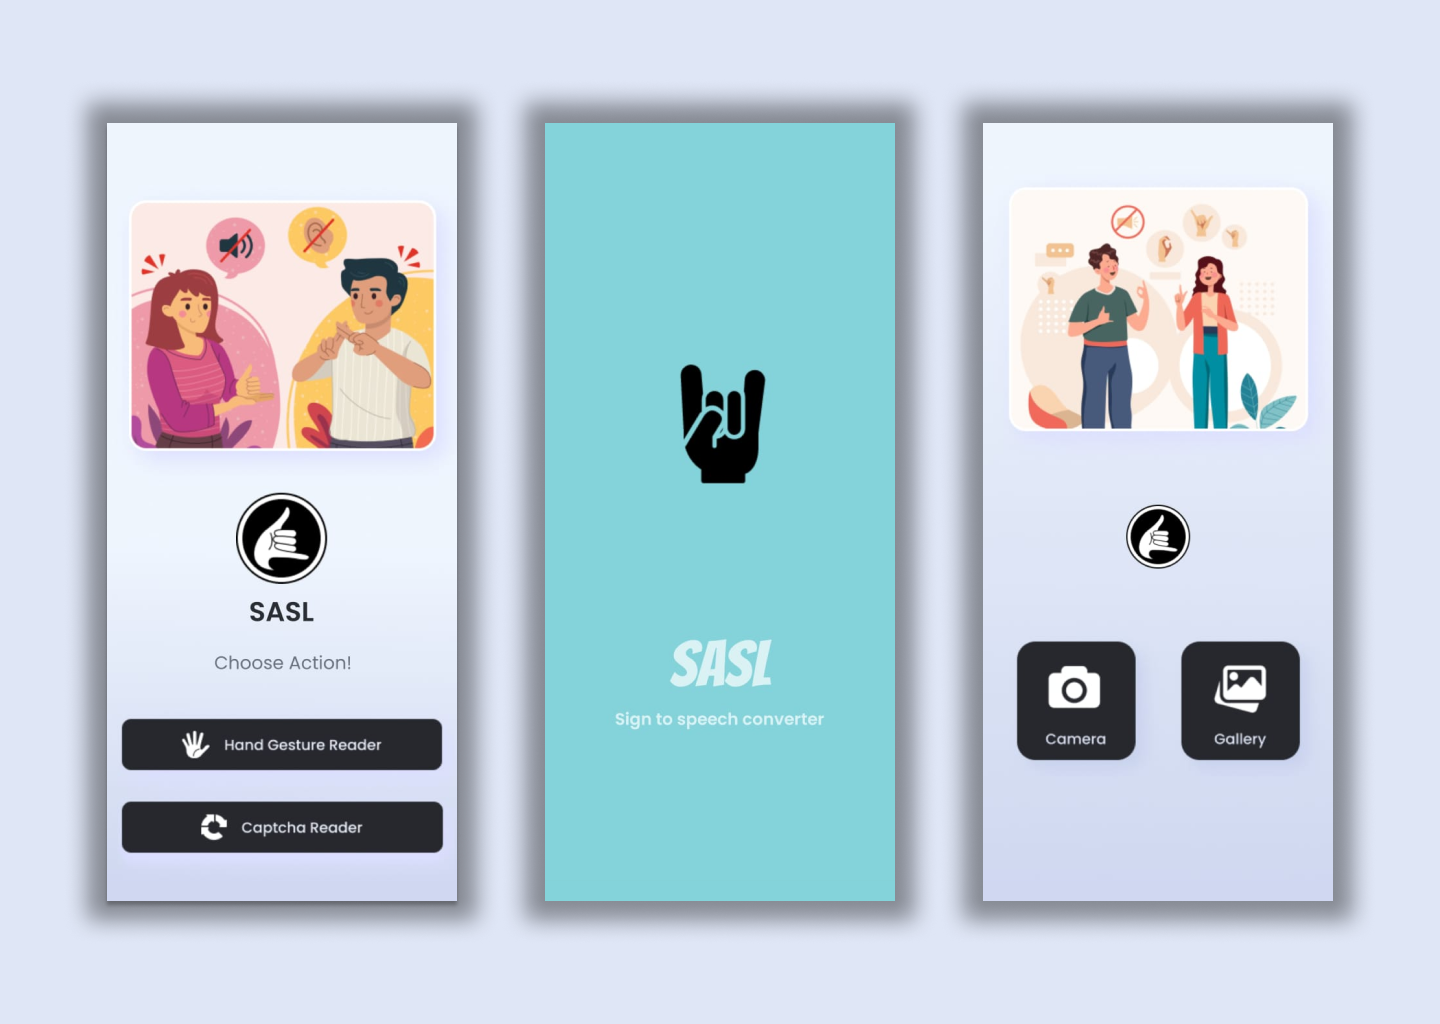 SASL
Choose Action!
Hand Gesture Reader
Captcha Reader
SASL
Sign to speech converter
Camera
Gallery